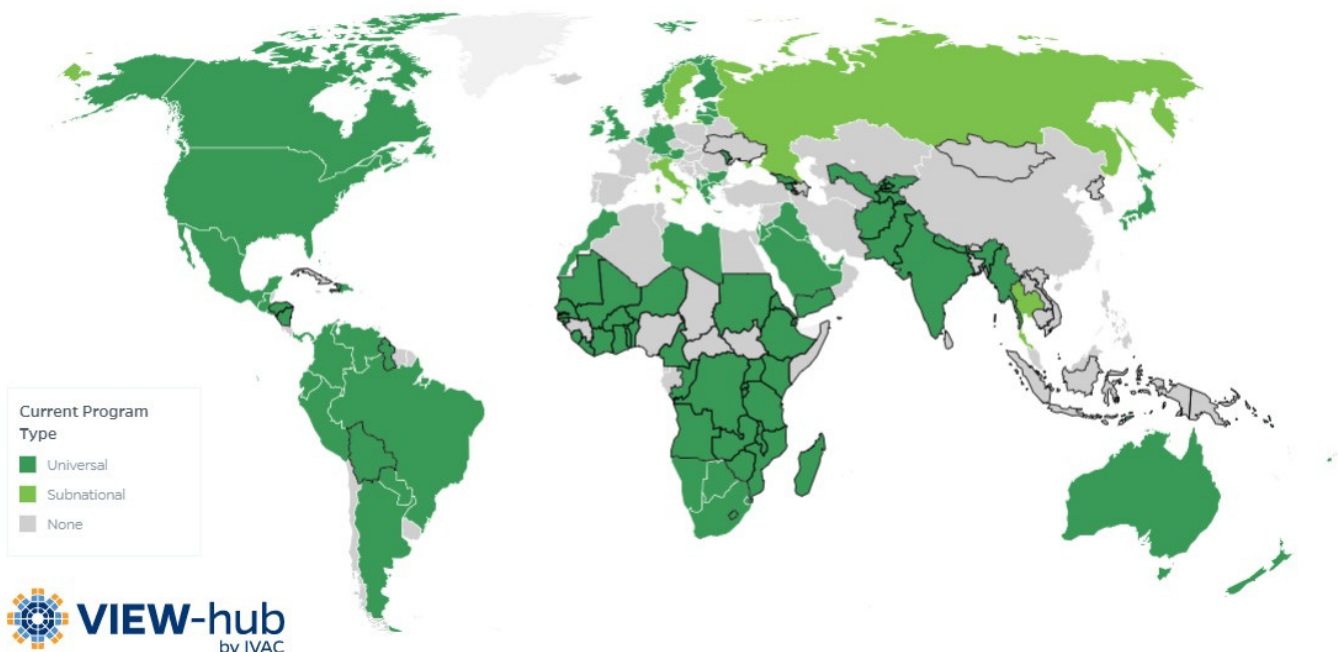 Current Program
Type
Universal
Subnational
None
VIEW-hub
by IVAC